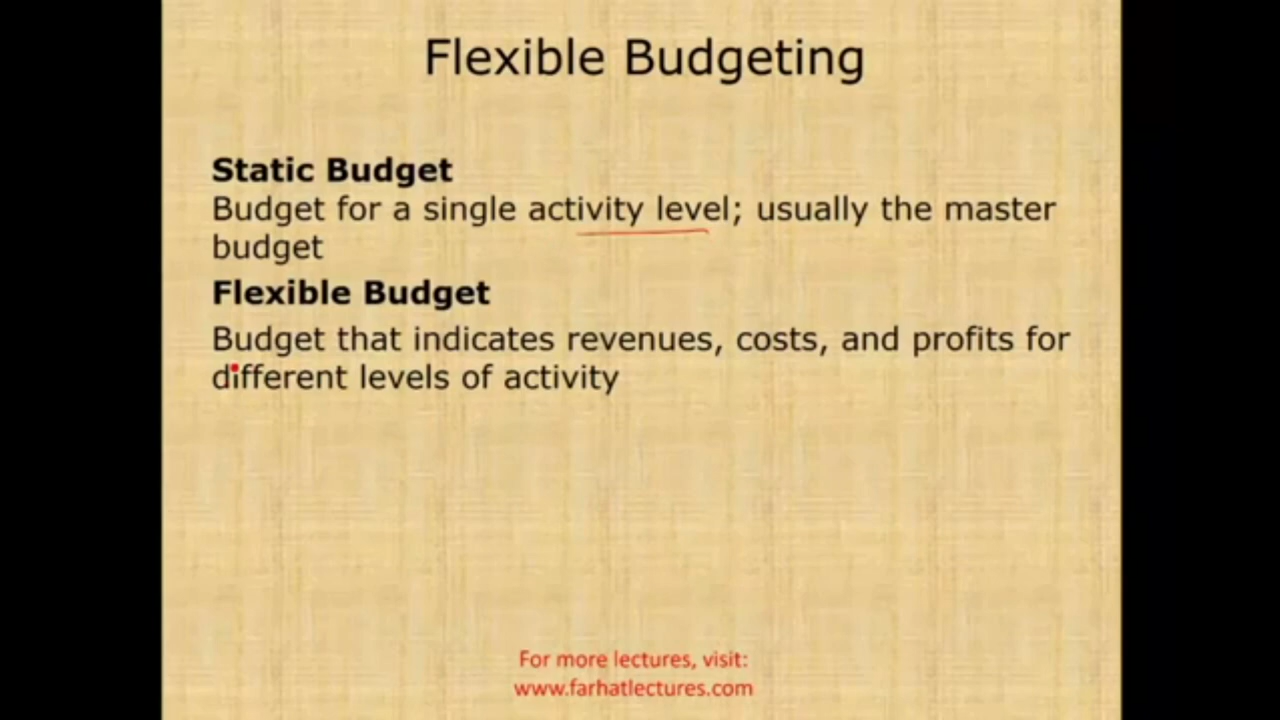 Flexible Budgeting
Static Budget
Budget for a single activity level; usually the master
budget
Flexible Budget
Budget that indicates revenues, costs, and profits for
different levels of activity
For more lectures, visit:
www.farhatlectures.com